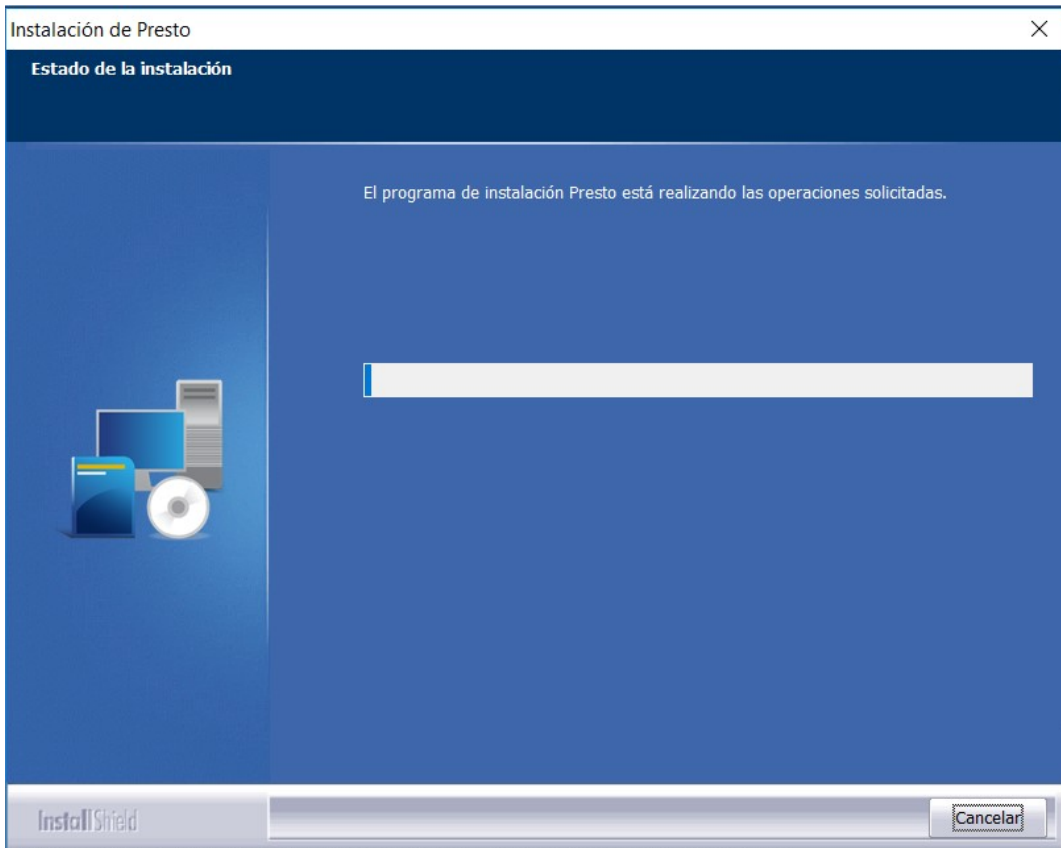 Instalación de Presto
Estado de la instalación
El programa de instalación Presto está realizando las operaciones solicitadas.
InstallShield
Cancelar